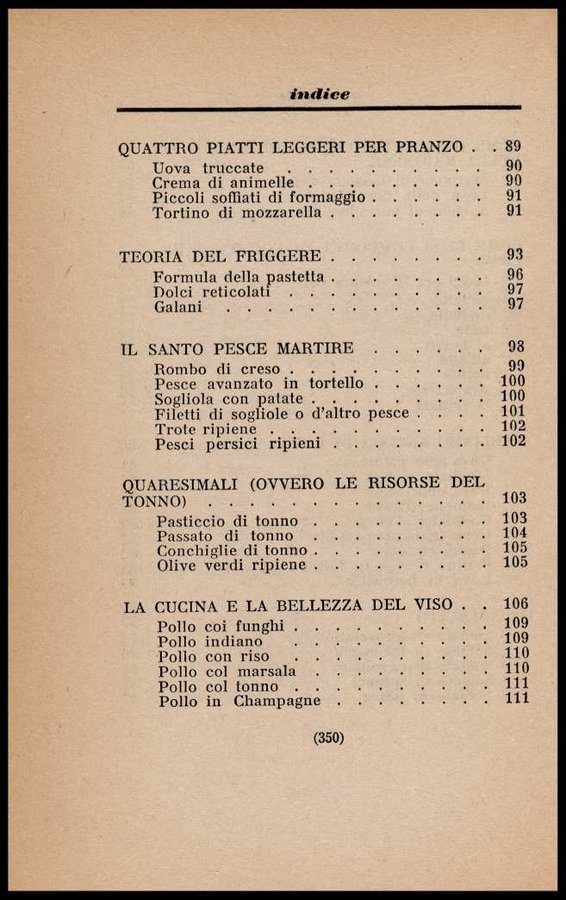 indice
QUATTRO PIATTI LEGGERI PER PRANZO . . 89
Uova truccate . . . . . . . . . 90
Crema di animelle . . . . . . . . 90
Piccoli soffiati di formaggio . . . . . . 91
Tortino di mozzarella . . . . . . . 91
TEORIA DEL FRIGGERE . . . . . . . . 93
Formula della pastetta . . . . . . . 96
Dolci reticolati . . . . . . . . . 97
Galani . . . . . . . . . . . . 97
IL SANTO PESCE MARTIRE . . . . . . 98
Rombo di creso . . . . . . . . . 99
Pesce avanzato in tortello . . . . . . 100
Sogliola con patate . . . . . . . . 100
Filetti di sogliole o d'altro pesce . . . . 101
Trote ripiene . . . . . . . . . . 102
Pesci persici ripieni . . . . . . . 102
QUARESIMALI (OVVERO LE RISORSE DEL
TONNO) . . . . . . . . . . . . . 103
Pasticcio di tonno . . . . . . . . 103
Passato di tonno . . . . . . . . 104
Conchiglie di tonno . . . . . . . . 105
Olive verdi ripiene . . . . . . . . 105
LA CUCINA E LA BELLEZZA DEL VISO . . 106
Pollo coi funghi . . . . . . . . . 109
Pollo indiano . . . . . . . . . 109
Pollo con riso . . . . . . . . . 110
Pollo col marsala . . . . . . . . 110
Pollo col tonno . . . . . . . . . 111
Pollo in Champagne . . . . . . . 111
(350)